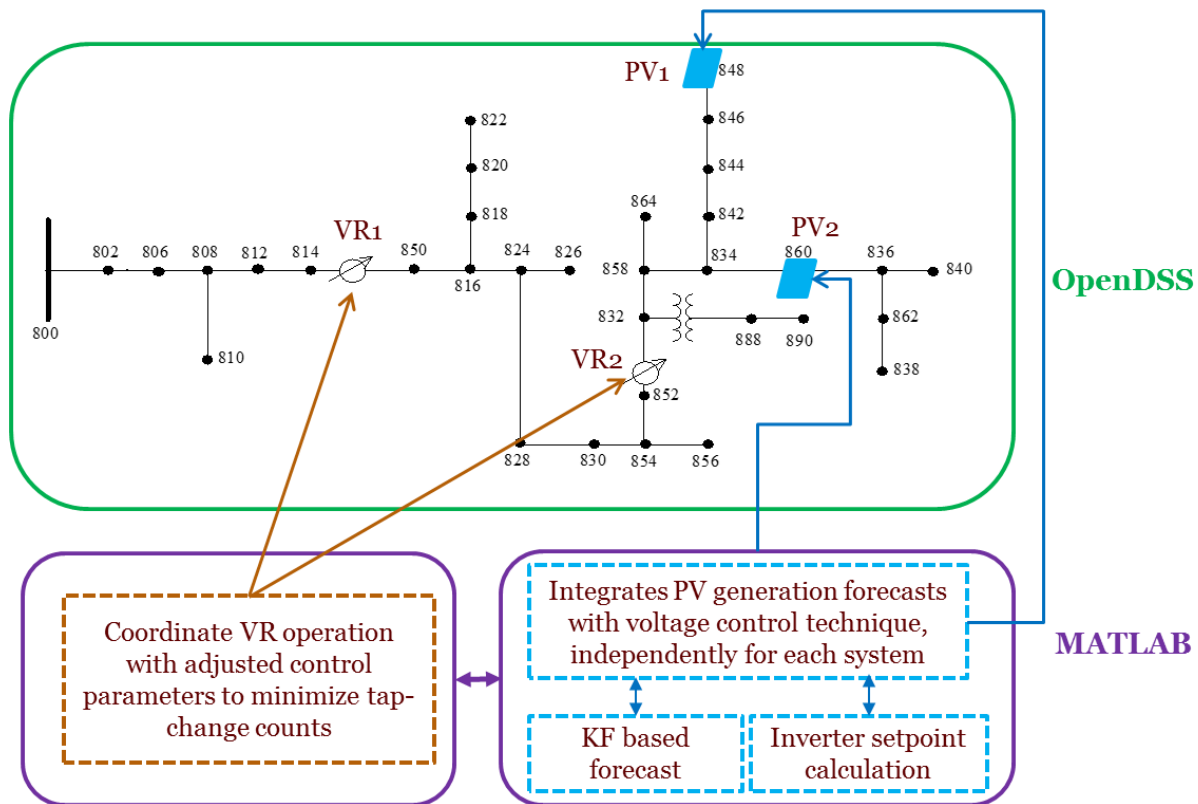 PV1
848
822
846
820
844
VR1
818
864
842
PV2
802
806
808
812
814
850
824
826
858
834
860
836
840
OpenDSS
816
800
832
862
810
VR2
888
890
838
852
828
830
854
856
Coordinate VR operation
with adjusted control
parameters to minimize tap-
change counts
Integrates PV generation forecasts
with voltage control technique,
independently for each system
MATLAB
KF based
forecast
Inverter setpoint
calculation